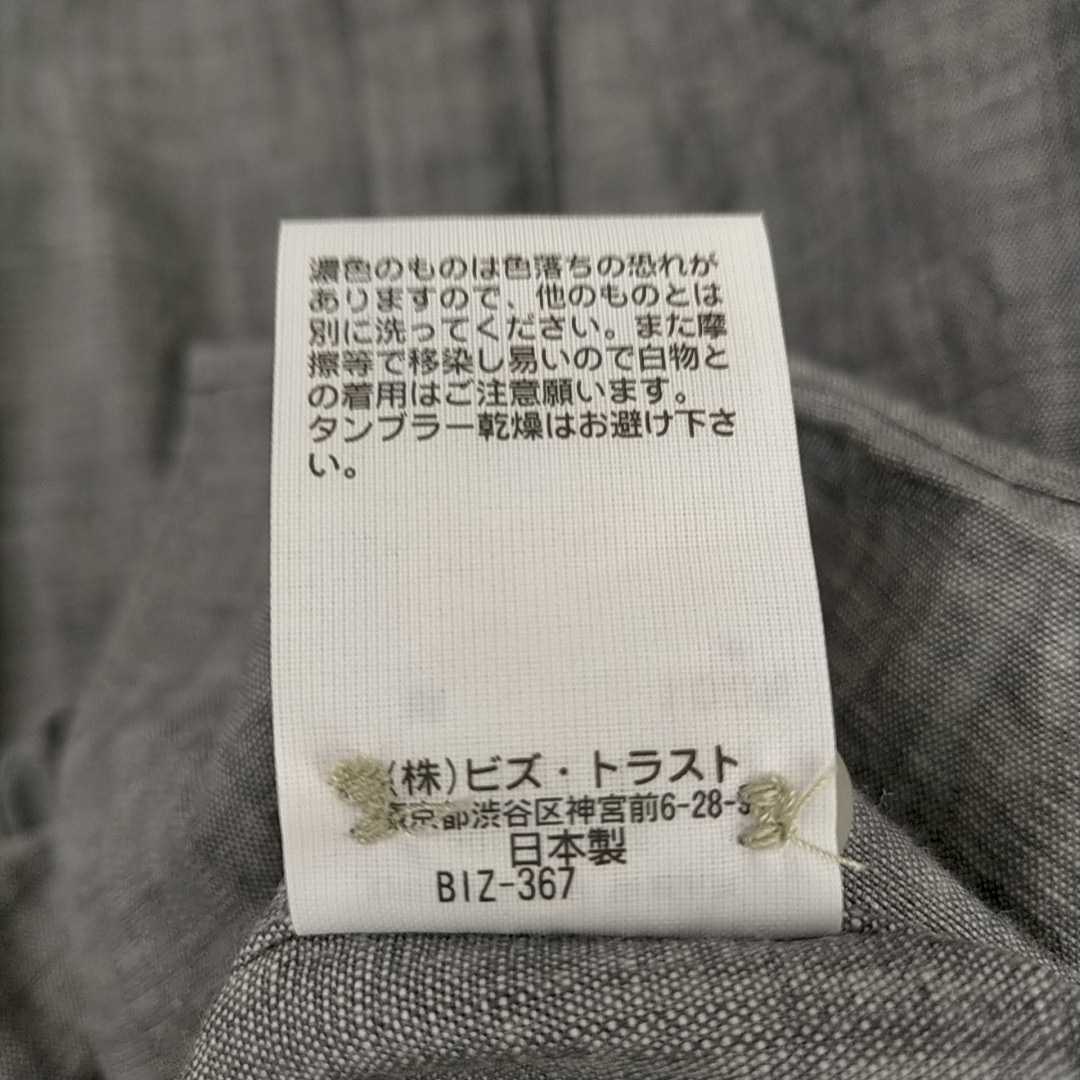 濃色のものは色落ちの恐れが
ありますので、他のものとは
別に洗ってください。また摩
擦等で移染し易いので白物と
の着用はご注意願います。
タンブラー乾燥はお避け下さ
い。
(株)ビズ・トラスト
東京都渋谷区神宮前6-28-9
日本製
BIZ-367